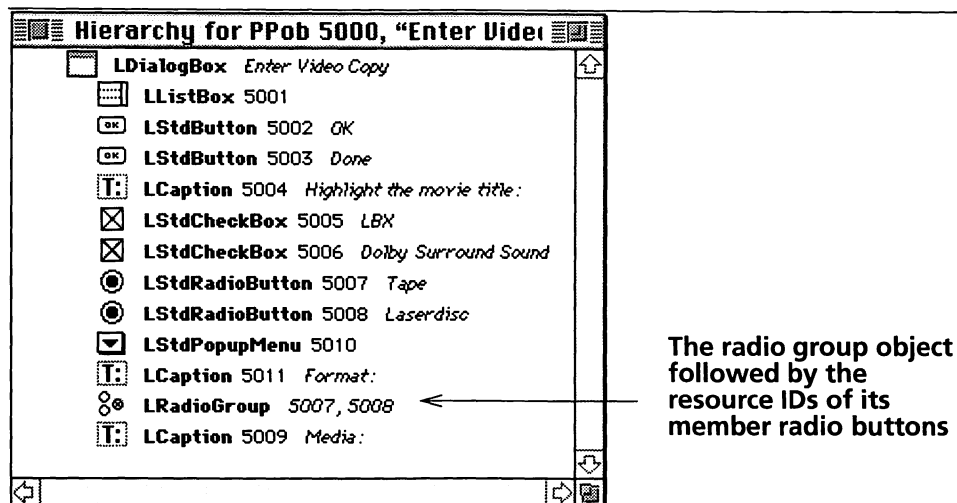 Hierarchy for PPob 5000, “Enter Vide
LDialogBox Enter Video Copy
LListBox 5001
OK LStdButton 5002 OK
OK LStdButton 5003 Done
T: LCaption 5004 Highlight the movie title:
LStdCheckBox 5005 LBX
LStdCheckBox 5006 Dolby Surround Sound
LStdRadioButton 5007 Tape
LStdRadioButton 5008 Laserdisc
LStdPopupMenu 5010
T: LCaption 5011 Format:
LRadioGroup 5007, 5008
T: LCaption 5009 Media:
The radio group object
followed by the
resource IDs of its
member radio buttons